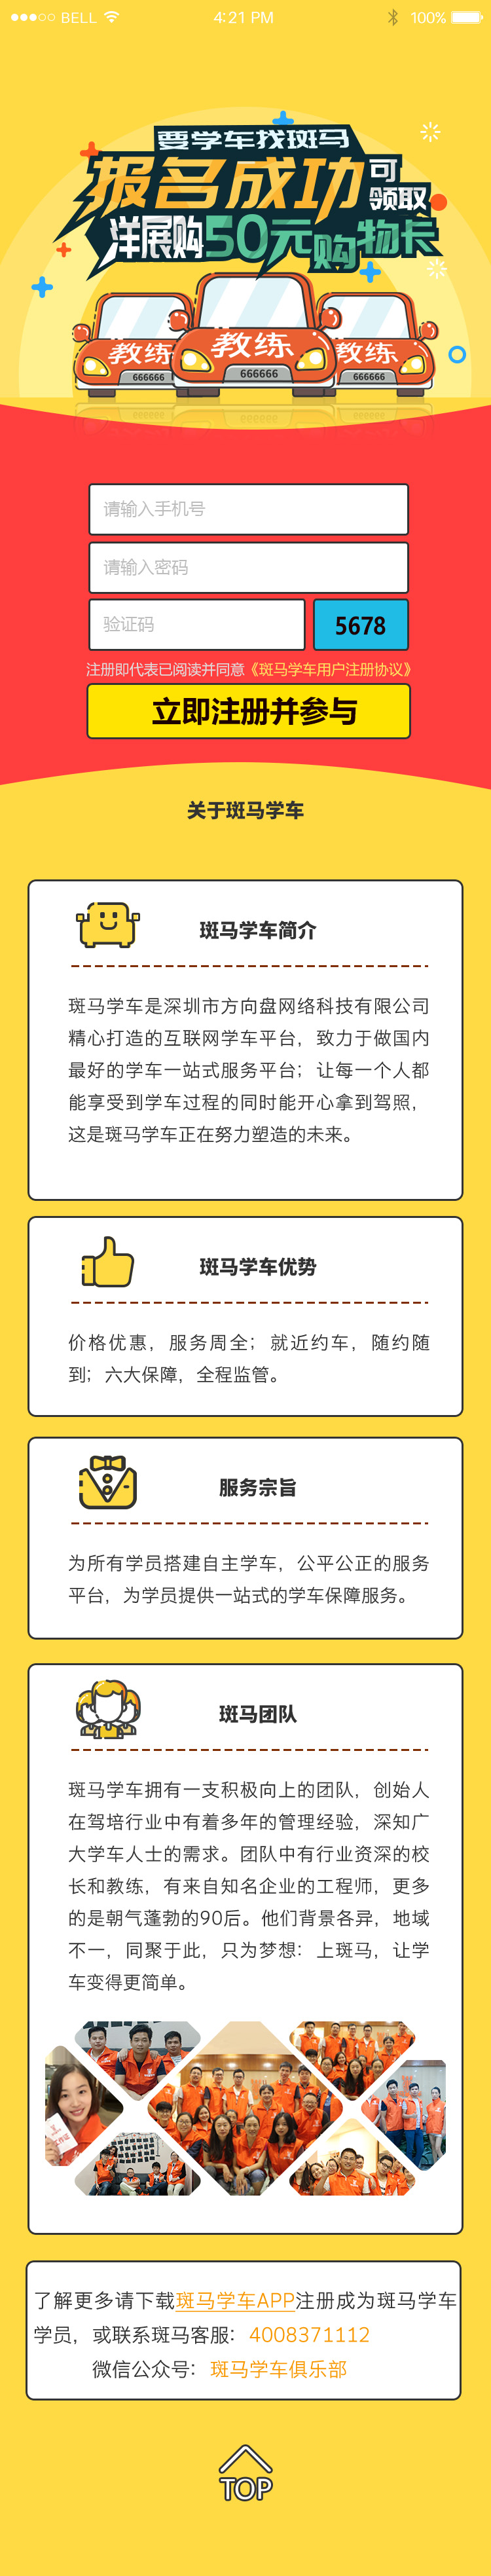 BELL
4:21 PM
100%
要学车找斑马
报名成功可
领取
洋展购50元购物卡
教练
教练
教练
666666
666666
666666
请输入手机号
请输入密码
验证码
5678
注册即代表已阅读并同意《斑马学车用户注册协议》
立即注册并参与
关于斑马学车
斑马学车简介
斑马学车是深圳市方向盘网络科技有限公司
精心打造的互联网学车平台，致力于做国内
最好的学车一站式服务平台；让每一个人都
能享受到学车过程的同时能开心拿到驾照，
这是斑马学车正在努力塑造的未来。
斑马学车优势
价格优惠，服务周全；就近约车，随约随
到；六大保障，全程监管。
服务宗旨
为所有学员搭建自主学车，公平公正的服务
平台，为学员提供一站式的学车保障服务。
斑马团队
斑马学车拥有一支积极向上的团队，创始人
在驾培行业中有着多年的管理经验，深知广
大学车人士的需求。团队中有行业资深的校
长和教练，有来自知名企业的工程师，更多
的是朝气蓬勃的90后。他们背景各异，地域
不一，同聚于此，只为梦想：上斑马，让学
车变得更简单。
了解更多请下载斑马学车APP注册成为斑马学车
学员，或联系斑马客服：4008371112
微信公众号：斑马学车俱乐部
TOP